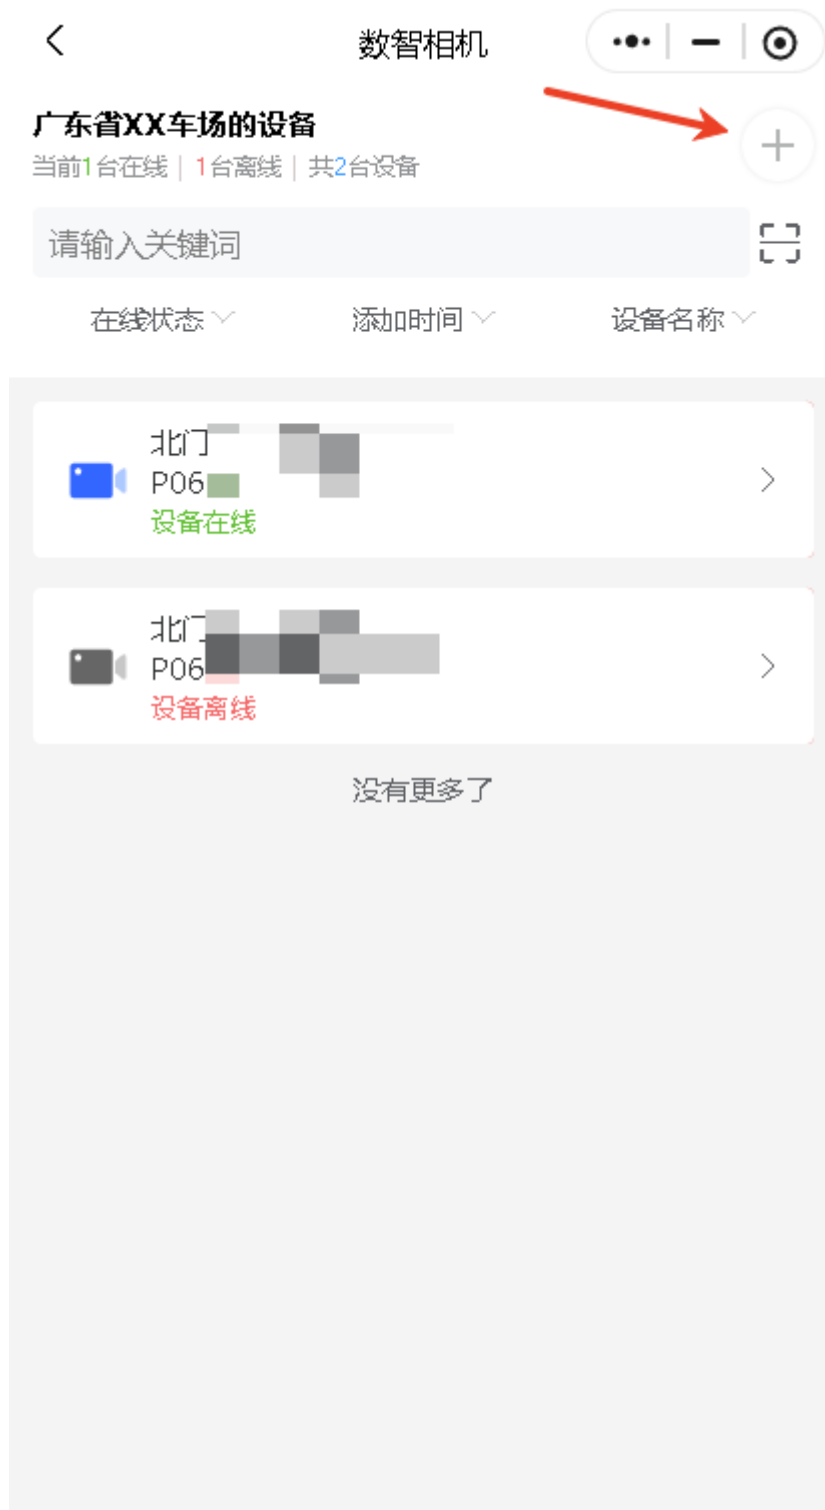 数智相机
广东省XX车场的设备
当前1台在线 | 1台离线 | 共2台设备
请输入关键词
在线状态 添加时间 设备名称
北门
P06
设备在线
北门
P06
设备离线
没有更多了